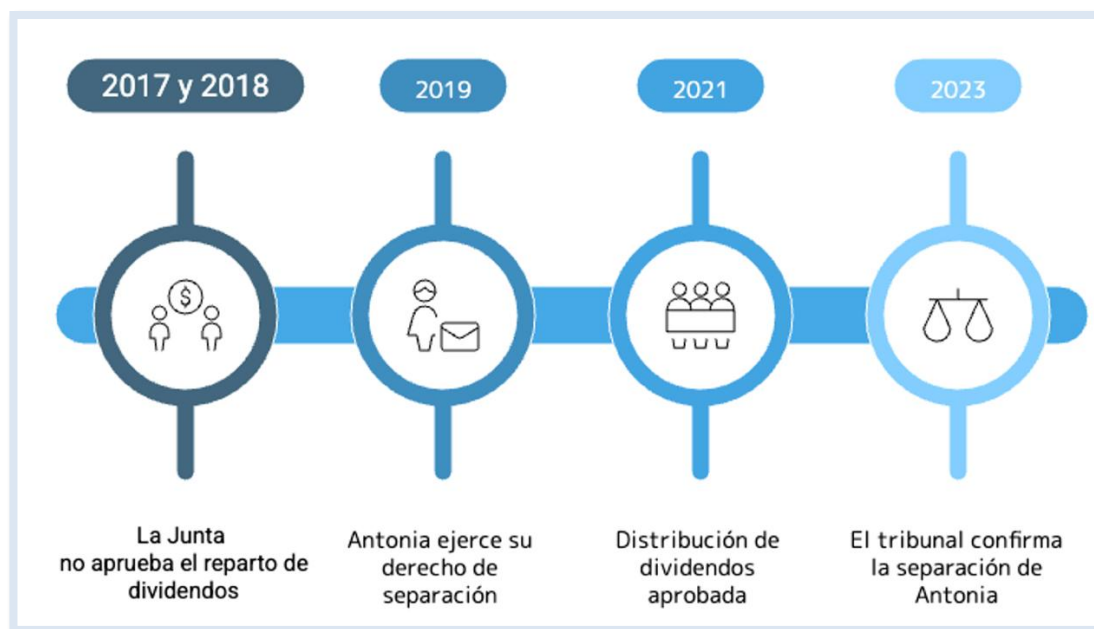 2017 y 2018
2019
2021
2023
$
La Junta
no aprueba el reparto de
dividendos
Antonia ejerce su
derecho de
separación
Distribución de
dividendos
aprobada
El tribunal confirma
la separación de
Antonia